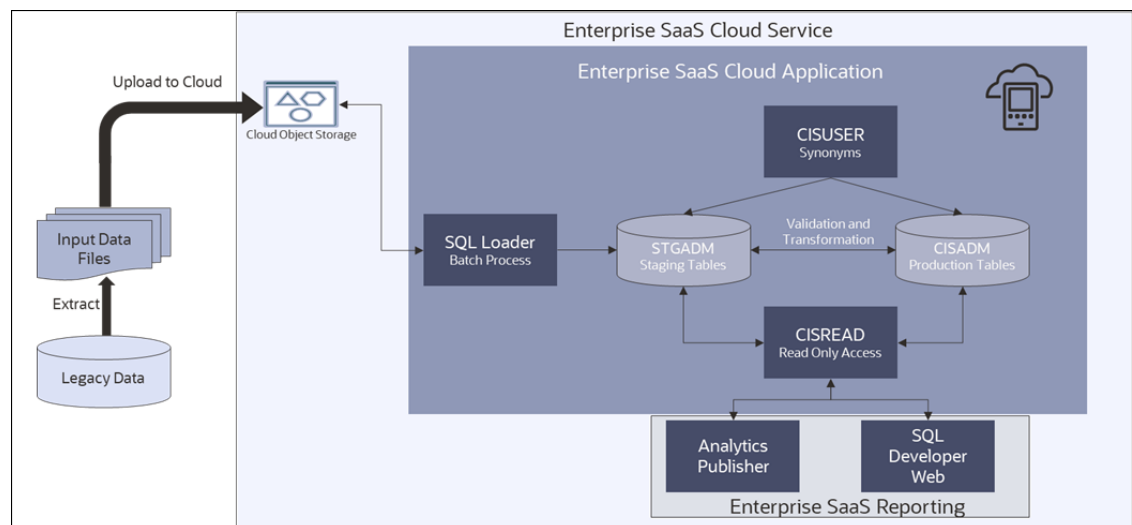 Enterprise SaaS Cloud Service
Enterprise SaaS Cloud Application
Upload to Cloud
Cloud Object Storage
CISUSER
Synonyms
Input Data
Files
SQL Loader
Batch Process
STGADM
Staging Tables
Validation and
Transformation
CISADM
Production Tables
Extract
CISREAD
Read Only Access
Legacy Data
Analytics
Publisher
SQL
Developer
Web
Enterprise SaaS Reporting